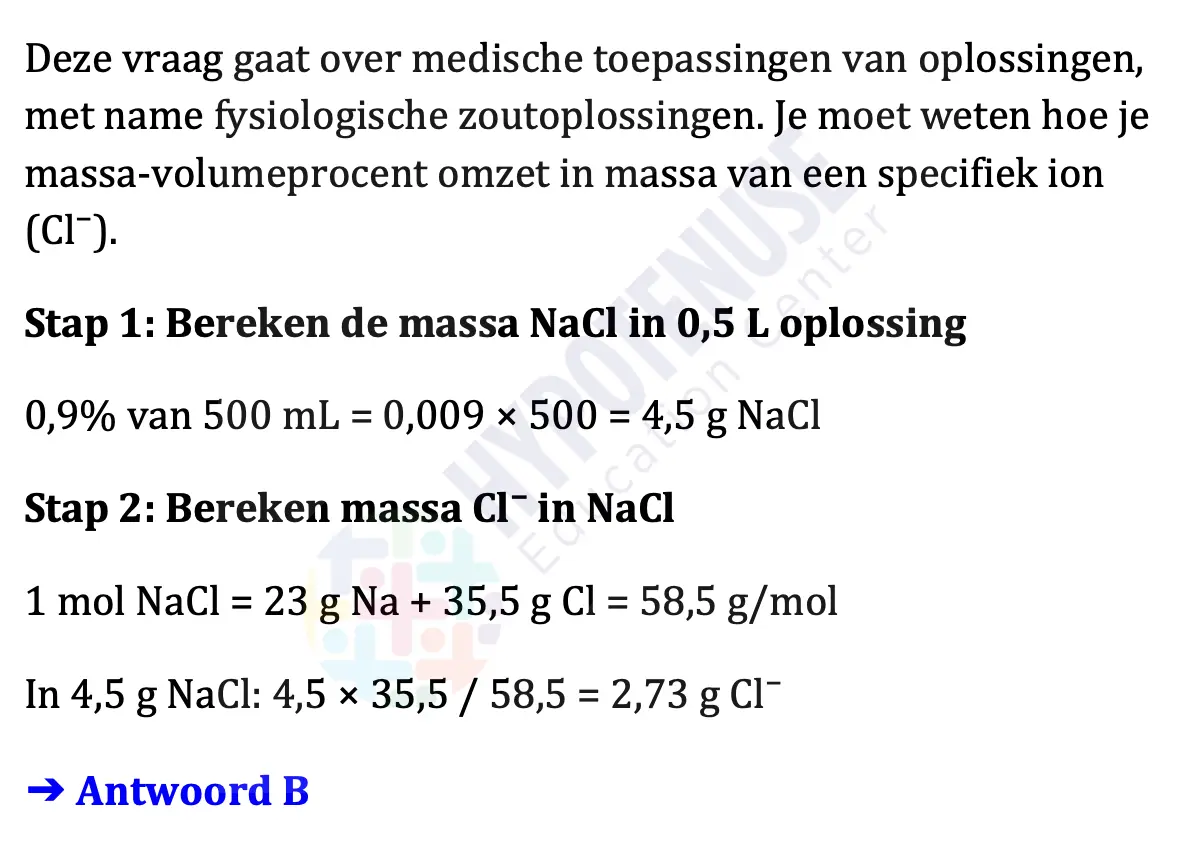 Deze vraag gaat over medische toepassingen van oplossingen,
met name fysiologische zoutoplossingen. Je moet weten hoe je
massa-volumeprocent omzet in massa van een specifiek ion
(Cl⁻).
Stap 1: Bereken de massa NaCl in 0,5 L oplossing
0,9% van 500 mL = 0,009 × 500 = 4,5 g NaCl
Stap 2: Bereken massa Cl⁻ in NaCl
1 mol NaCl = 23 g Na + 35,5 g Cl = 58,5 g/mol
In 4,5 g NaCl: 4,5 × 35,5 / 58,5 = 2,73 g Cl⁻
➔ Antwoord B
HYPOTENUSE
Education Center